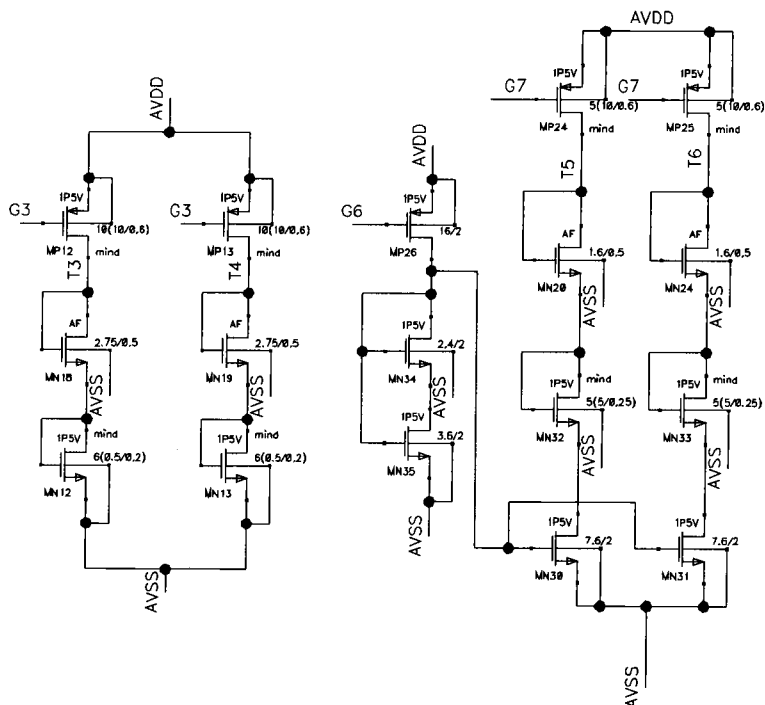 AVDD
1P5V
G3
10(10/0,6)
MP12
mind
T3
AF
2.75/0,5
MN18
AVSS
1P5V
mind
6(0.5/0,2)
MN12
1P5V
G3
10(10/0,6)
MP13
mind
T4
AF
2.75/0,5
MN19
AVSS
1P5V
mind
6(0.5/0,2)
MN13
AVSS
AVDD
1P5V
G6
16/2
MP26
1P5V
2.4/2
MN34
AVSS
1P5V
3.6/2
MN35
AVSS
AVDD
1P5V
G7
5(10/0.6)
MP24
mind
T5
AF
1.6/0,5
MN20
AVSS
mind
1P5V
5(5/0,25)
MN32
AVSS
1P5V
7.6/2
MN30
1P5V
G7
5(10/0.6)
MP25
mind
T6
AF
1.6/0,5
MN24
AVSS
mind
1P5V
5(5/0.25)
MN33
AVSS
1P5V
7.6/2
MN31
AVSS